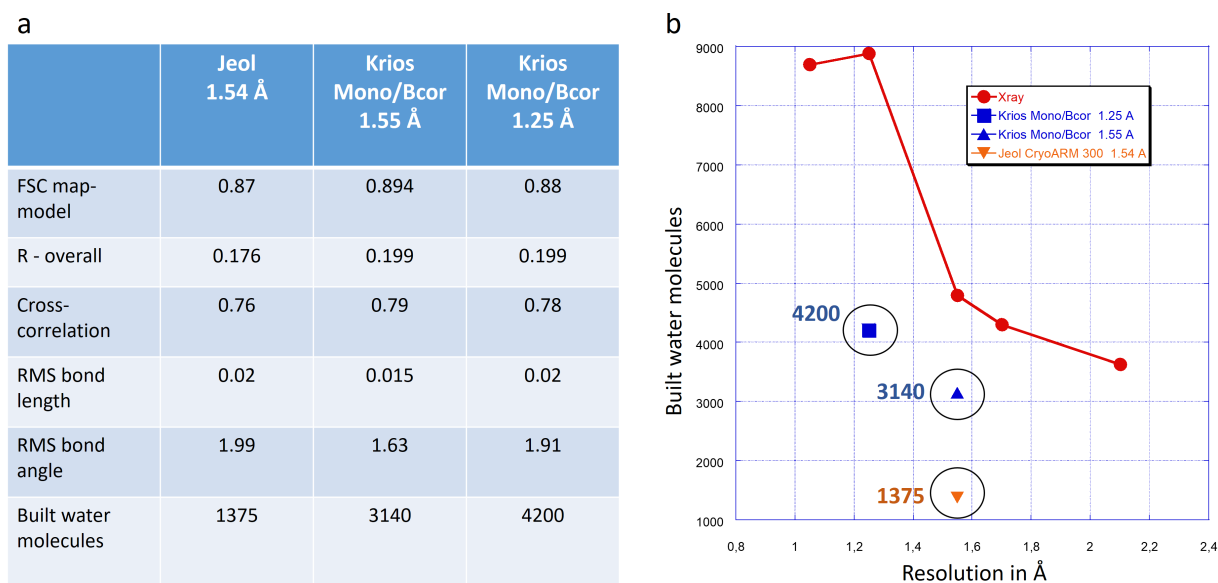 a
Jeol
1.54 Å
Krios
Mono/Bcor
1.55 Å
Krios
Mono/Bcor
1.25 Å
FSC map-
model
0.87
0.894
0.88
R - overall
0.176
0.199
0.199
Cross-
correlation
0.76
0.79
0.78
RMS bond
length
0.02
0.015
0.02
RMS bond
angle
1.99
1.63
1.91
Built water
molecules
1375
3140
4200
b
Built water molecules
9000
8000
7000
6000
5000
4000
3000
2000
1000
Xray
Krios Mono/Bcor 1.25 A
Krios Mono/Bcor 1.55 A
Jeol CryoARM 300 1.54 A
4200
3140
1375
0,8 1 1,2 1,4 1,6 1,8 2 2,2 2,4
Resolution in Å